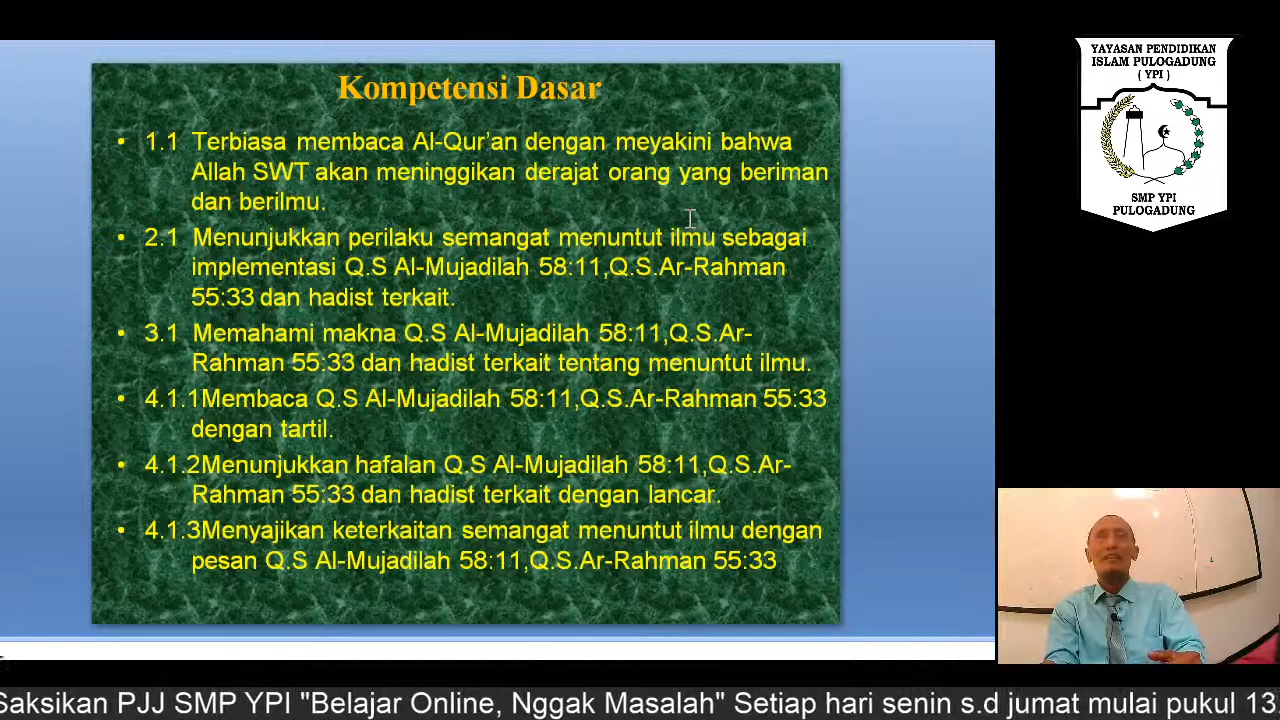 Kompetensi Dasar
• 1.1 Terbiasa membaca Al-Qur’an dengan meyakini bahwa
Allah SWT akan meninggikan derajat orang yang beriman
dan berilmu.
• 2.1 Menunjukkan perilaku semangat menuntut ilmu sebagai
implementasi Q.S Al-Mujadilah 58:11,Q.S.Ar-Rahman
55:33 dan hadist terkait.
• 3.1 Memahami makna Q.S Al-Mujadilah 58:11,Q.S.Ar-
Rahman 55:33 dan hadist terkait tentang menuntut ilmu.
• 4.1.1Membaca Q.S Al-Mujadilah 58:11,Q.S.Ar-Rahman 55:33
dengan tartil.
• 4.1.2Menunjukkan hafalan Q.S Al-Mujadilah 58:11,Q.S.Ar-
Rahman 55:33 dan hadist terkait dengan lancar.
• 4.1.3Menyajikan keterkaitan semangat menuntut ilmu dengan
pesan Q.S Al-Mujadilah 58:11,Q.S.Ar-Rahman 55:33
YAYASAN PENDIDIKAN
ISLAM PULOGADUNG
( YPI )
SMP YPI
PULOGADUNG
Saksikan PJJ SMP YPI "Belajar Online, Nggak Masalah" Setiap hari senin s.d jumat mulai pukul 13.